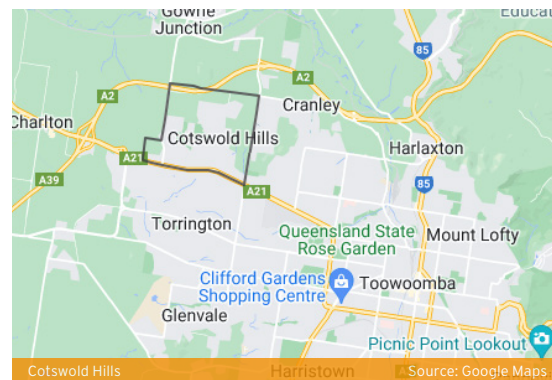 Gowrie
Junction
Educat
85
A2
A2
Cranley
Charlton
Cotswold Hills
Harlaxton
A21
A39
85
A21
Torrington
Queensland State
Rose Garden
Mount Lofty
Clifford Gardens
Shopping Centre
Toowoomba
Glenvale
Picnic Point Lookout
Cotswold Hills
Harristown
Source: Google Maps